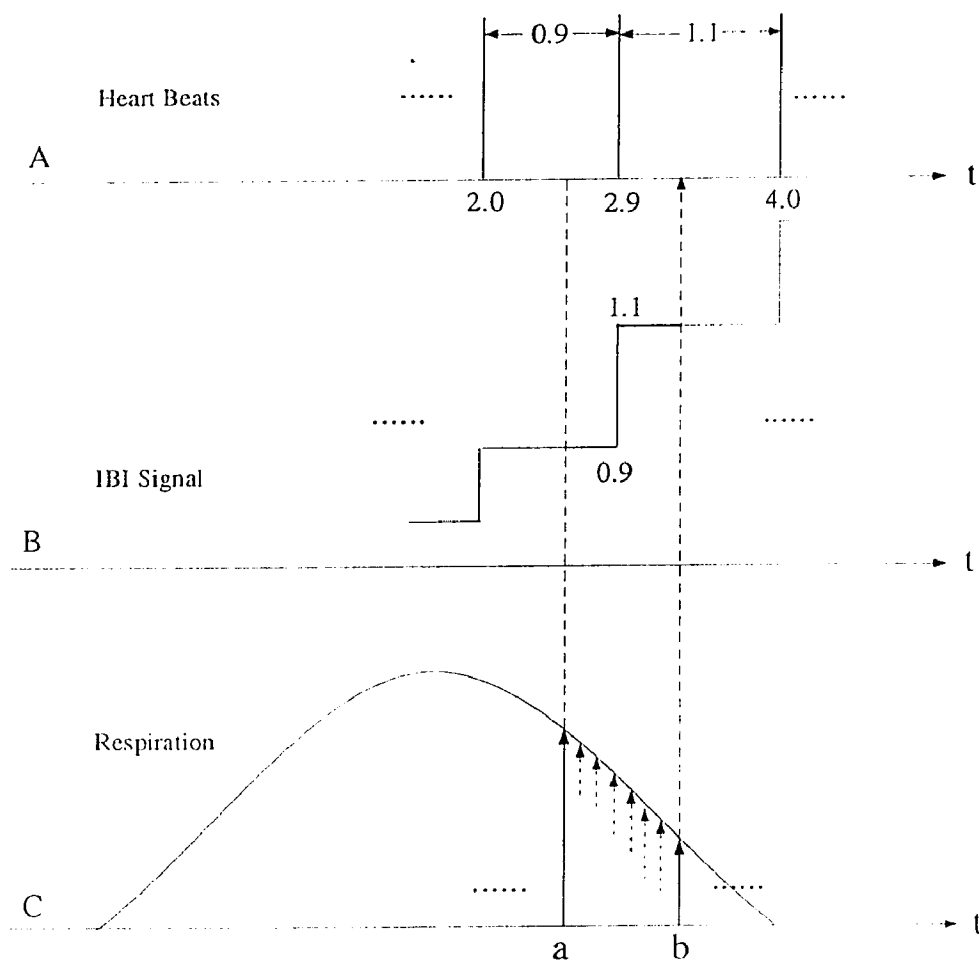 0.9
1.1
Heart Beats
......
......
A
t
2.0
2.9
4.0
1.1
......
......
0.9
IBI Signal
B
t
Respiration
......
......
C
t
a
b